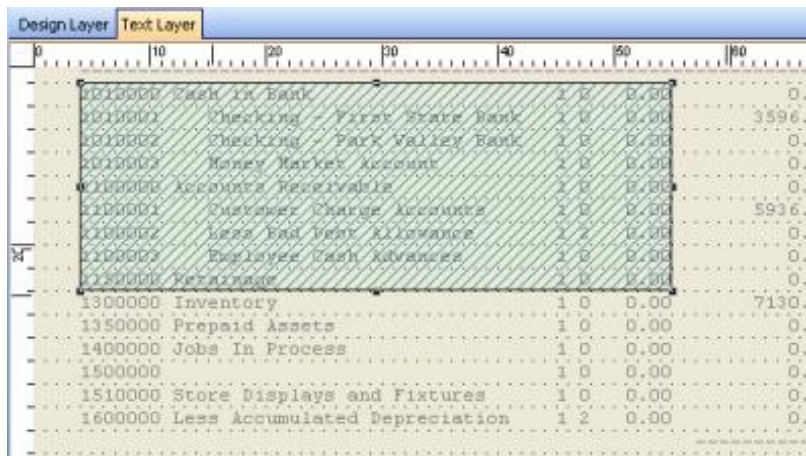 Design Layer Text Layer
0 10 20 30 40 50 60
1010000 Cash in Bank 1 0 0.00 0.
1010001 Checking - First State Bank 1 0 0.00 3596
1010002 Checking - Park Valley Bank 1 0 0.00 0.
1010003 Money Market Account 1 0 0.00 0.
1100000 Accounts Receivable 1 0 0.00 0.
1100001 Customer Charge Accounts 1 0 0.00 5936
1100002 Less Bad Debt Allowance 1 2 0.00 0.
1100003 Employee Cash Advances 1 0 0.00 0.
1150000 Retainage 1 0 0.00 0.
1300000 Inventory 1 0 0.00 7130.
1350000 Prepaid Assets 1 0 0.00 0.
1400000 Jobs In Process 1 0 0.00 0.
1500000 1 0 0.00 0.
1510000 Store Displays and Fixtures 1 0 0.00 0.
1600000 Less Accumulated Depreciation 1 2 0.00 0.